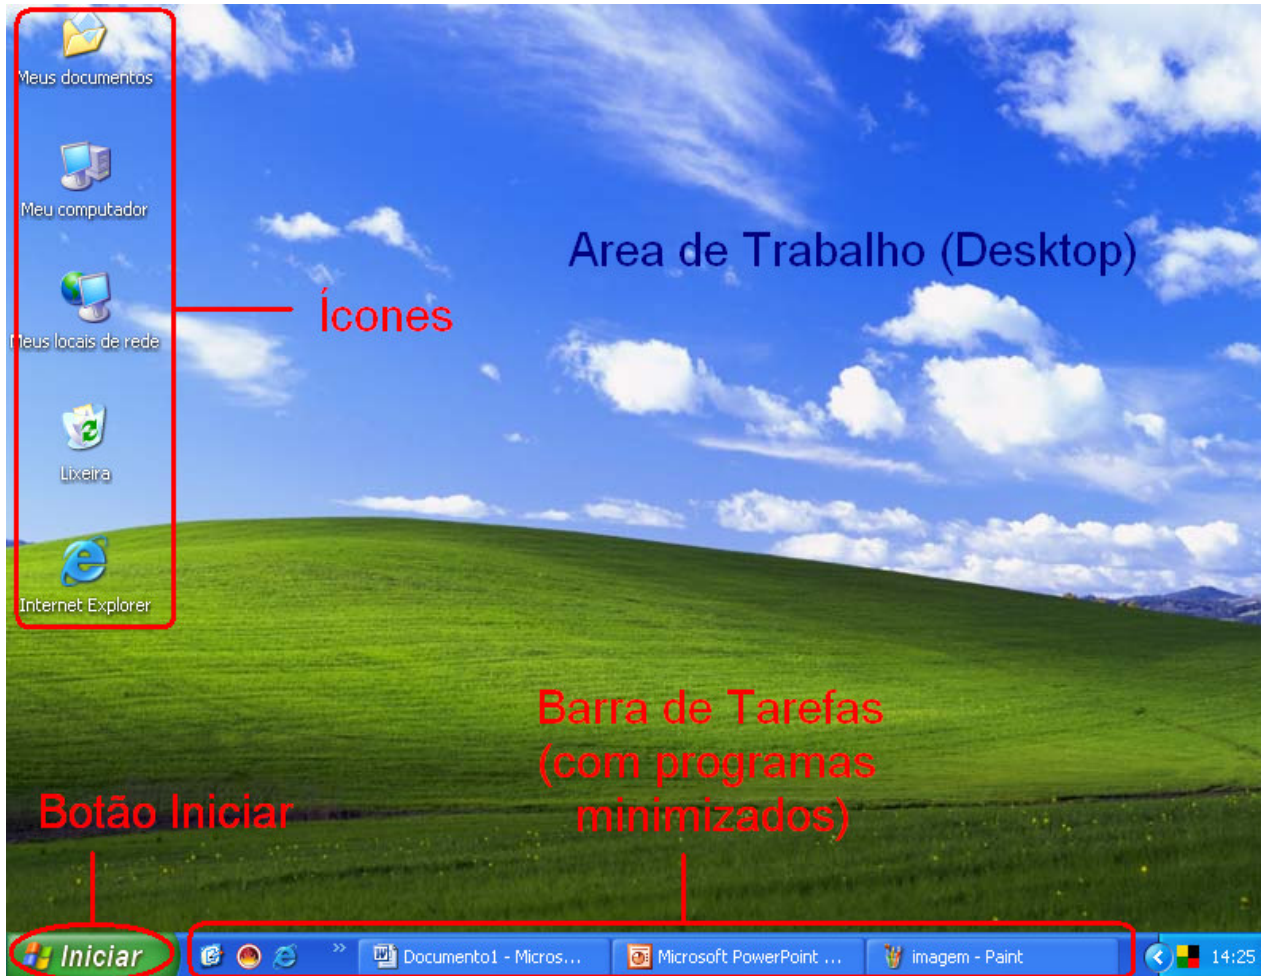 Meus documentos
Meu computador
Area de Trabalho (Desktop)
Ícones
Meus locais de rede
Lixeira
Internet Explorer
Barra de Tarefas
(com programas
minimizados)
Botão Iniciar
Iniciar
Documento1 - Micros...
Microsoft PowerPoint ...
imagem - Paint
14:25